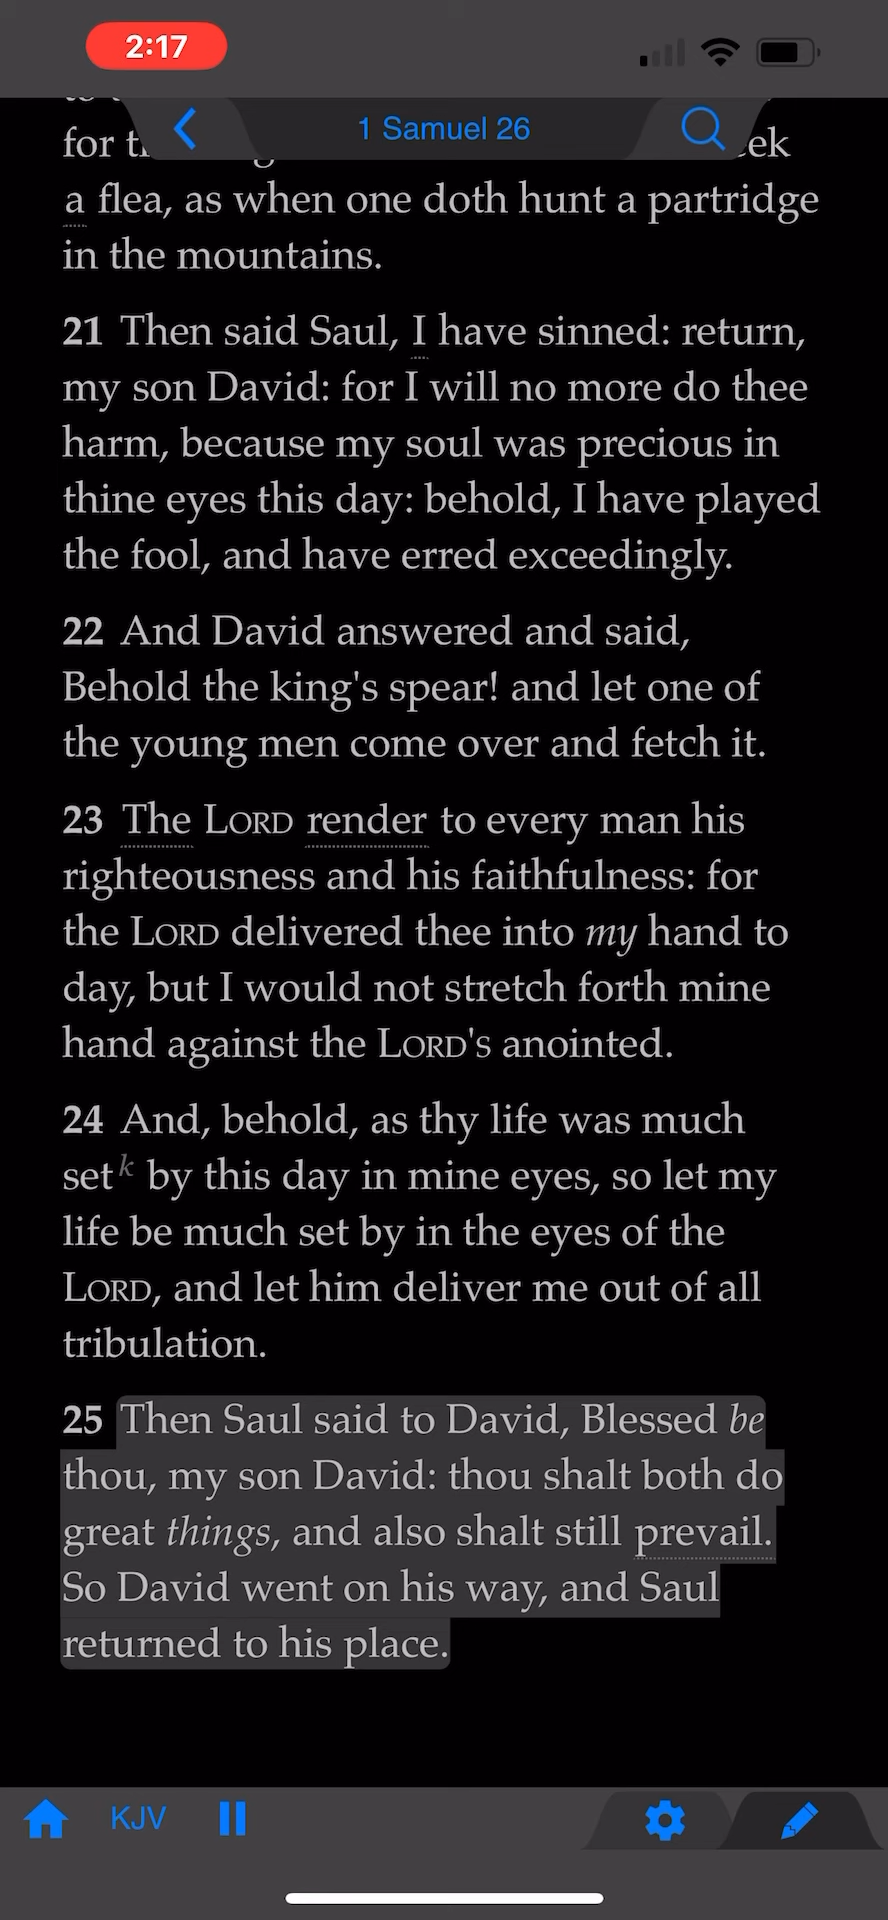 2:17
1 Samuel 26
for
a flea, as when one doth hunt a partridge
in the mountains.
21 Then said Saul, I have sinned: return,
my son David: for I will no more do thee
harm, because my soul was precious in
thine eyes this day: behold, I have played
the fool, and have erred exceedingly.
22 And David answered and said,
Behold the king's spear! and let one of
the young men come over and fetch it.
23 The LORD render to every man his
righteousness and his faithfulness: for
the LORD delivered thee into my hand to
day, but I would not stretch forth mine
hand against the LORD's anointed.
24 And, behold, as thy life was much
set k by this day in mine eyes, so let my
life be much set by in the eyes of the
LORD, and let him deliver me out of all
tribulation.
25 Then Saul said to David, Blessed be
thou, my son David: thou shalt both do
great things, and also shalt still prevail.
So David went on his way, and Saul
returned to his place.
KJV